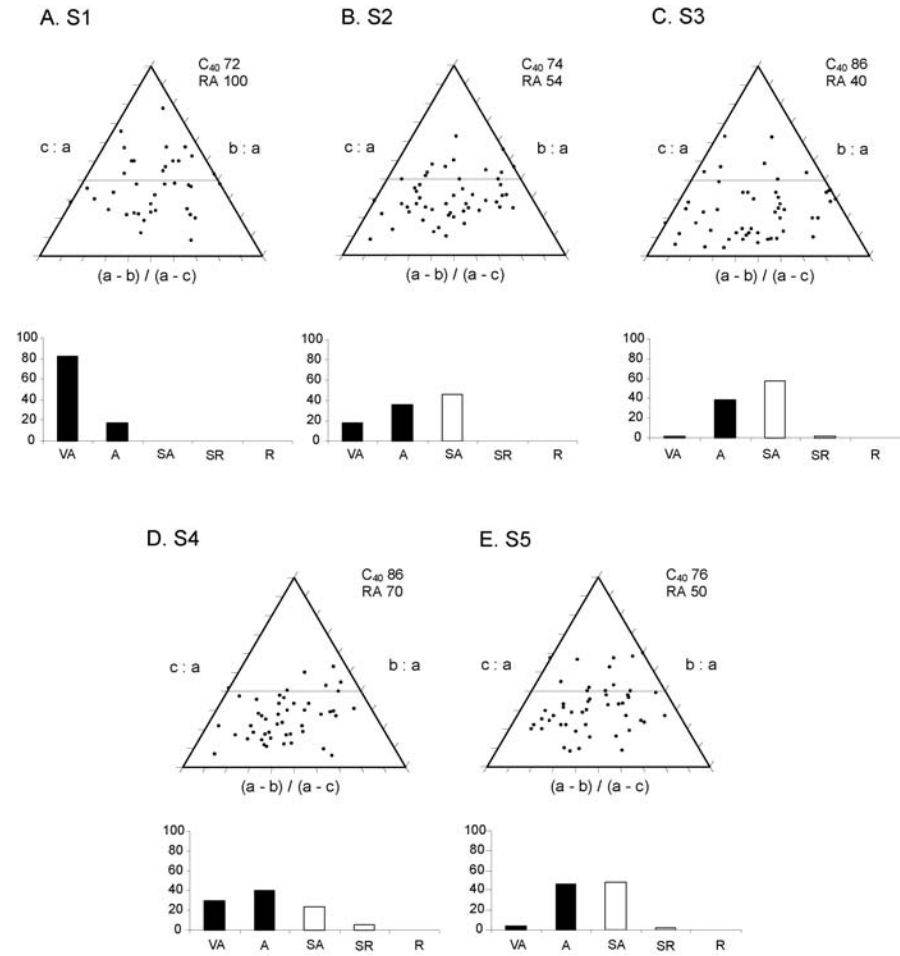 A. S1
B. S2
C. S3
C40 72
RA 100
C40 74
RA 54
C40 86
RA 40
c : a
b : a
c : a
b : a
c : a
b : a
(a - b) / (a - c)
(a - b) / (a - c)
(a - b) / (a - c)
100
80
60
40
20
0
VA A SA SR R
100
80
60
40
20
0
VA A SA SR R
100
80
60
40
20
0
VA A SA SR R
D. S4
E. S5
C40 86
RA 70
C40 76
RA 50
c : a
b : a
c : a
b : a
(a - b) / (a - c)
(a - b) / (a - c)
100
80
60
40
20
0
VA A SA SR R
100
80
60
40
20
0
VA A SA SR R